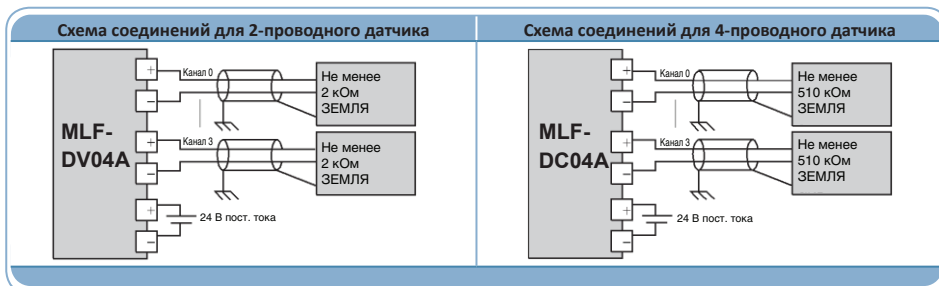 Схема соединений для 2-проводного датчика
+
Канал 0
−
Не менее
2 кОм
ЗЕМЛЯ
MLF-
DV04A
+
Канал 3
−
Не менее
2 кОм
ЗЕМЛЯ
+
24 В пост. тока
−
Схема соединений для 4-проводного датчика
+
Канал 0
−
Не менее
510 кОм
ЗЕМЛЯ
MLF-
DC04A
+
Канал 3
−
Не менее
510 кОм
ЗЕМЛЯ
+
24 В пост. тока
−